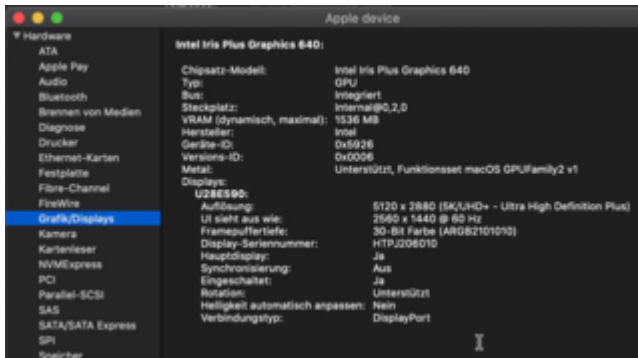 Apple device
Hardware
ATA
Apple Pay
Audio
Bluetooth
Brennen von Medien
Diagnose
Drucker
Ethernet-Karten
Festplatte
Fibre-Channel
FireWire
Grafik/Displays
Kamera
Kartenleser
NVMExpress
PCI
Parallel-SCSI
SAS
SATA/SATA Express
SPI
Speicher
Intel Iris Plus Graphics 640:
Chipsatz-Modell: Intel Iris Plus Graphics 640
Typ: GPU
Bus: Integriert
Steckplatz: Internal@0,2,0
VRAM (dynamisch, maximal): 1536 MB
Hersteller: Intel
Geräte-ID: 0x5926
Versions-ID: 0x0006
Metal: Unterstützt, Funktionsset macOS GPUFamily2 v1
Displays:
U28E590:
Auflösung: 5120 x 2880 (5K/UHD+ - Ultra High Definition Plus)
UI sieht aus wie: 2560 x 1440 @ 60 Hz
Framepuffertiefe: 30-Bit Farbe (ARGB2101010)
Display-Seriennummer: HTPJ206010
Hauptdisplay: Ja
Synchronisierung: Aus
Eingeschaltet: Ja
Rotation: Unterstützt
Helligkeit automatisch anpassen: Nein
Verbindungstyp: DisplayPort